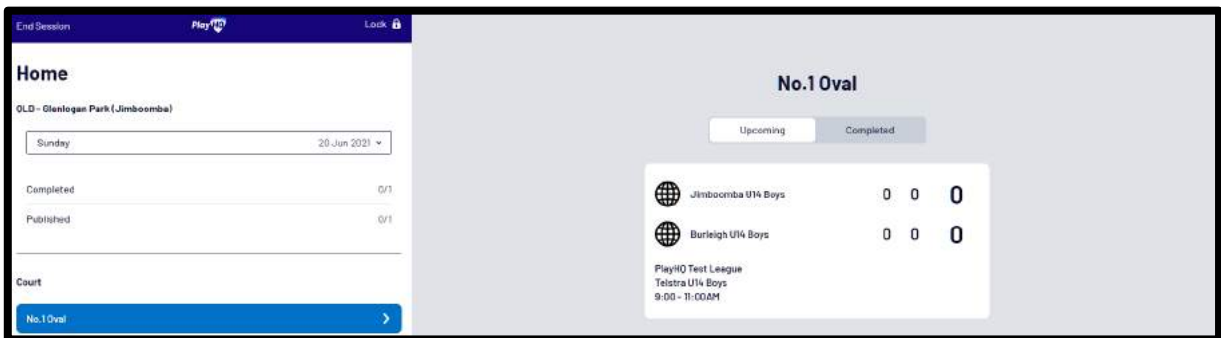 End Session PlayHQ Lock
Home
QLD - Glenlogan Park (Jimboomba)
Sunday 20 Jun 2021
Completed 0/1
Published 0/1
Court
No.1 Oval
No.1 Oval
Upcoming Completed
Jimboomba U14 Boys 0 0 0
Burleigh U14 Boys 0 0 0
PlayHQ Test League
Telstra U14 Boys
9:00 - 11:00AM